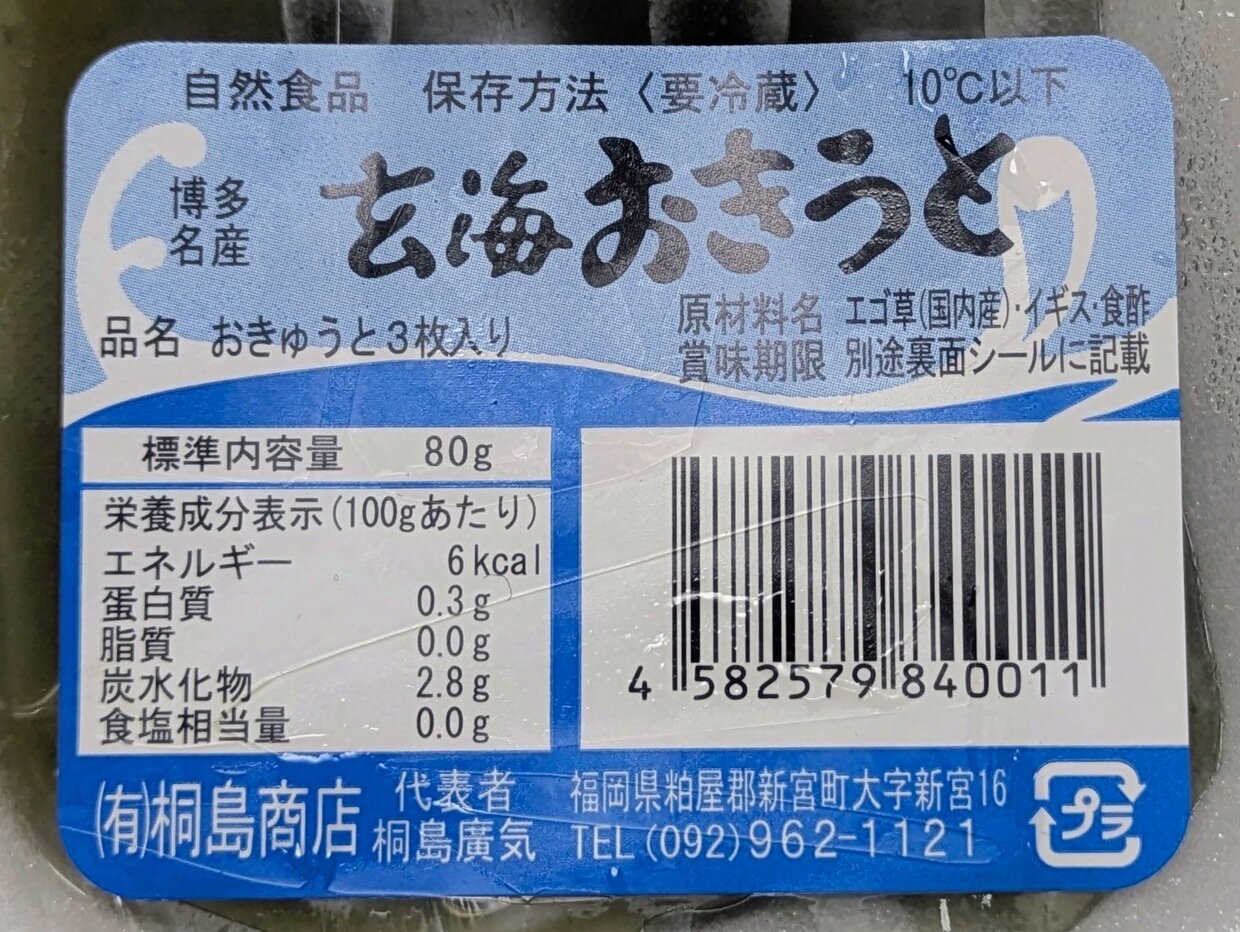 自然食品 保存方法〈要冷蔵〉 10℃以下
博多
名産
玄海おきうと
品名 おきゅうと3枚入り
原材料名 エゴ草(国内産)・イギス・食酢
賞味期限 別途裏面シールに記載
標準内容量 80g
栄養成分表示(100gあたり)
エネルギー 6kcal
蛋白質 0.3g
脂質 0.0g
炭水化物 2.8g
食塩相当量 0.0g
4 582579 840011
(有)桐島商店
代表者
桐島廣気
福岡県粕屋郡新宮町大字新宮16
TEL(092)962-1121
プラ